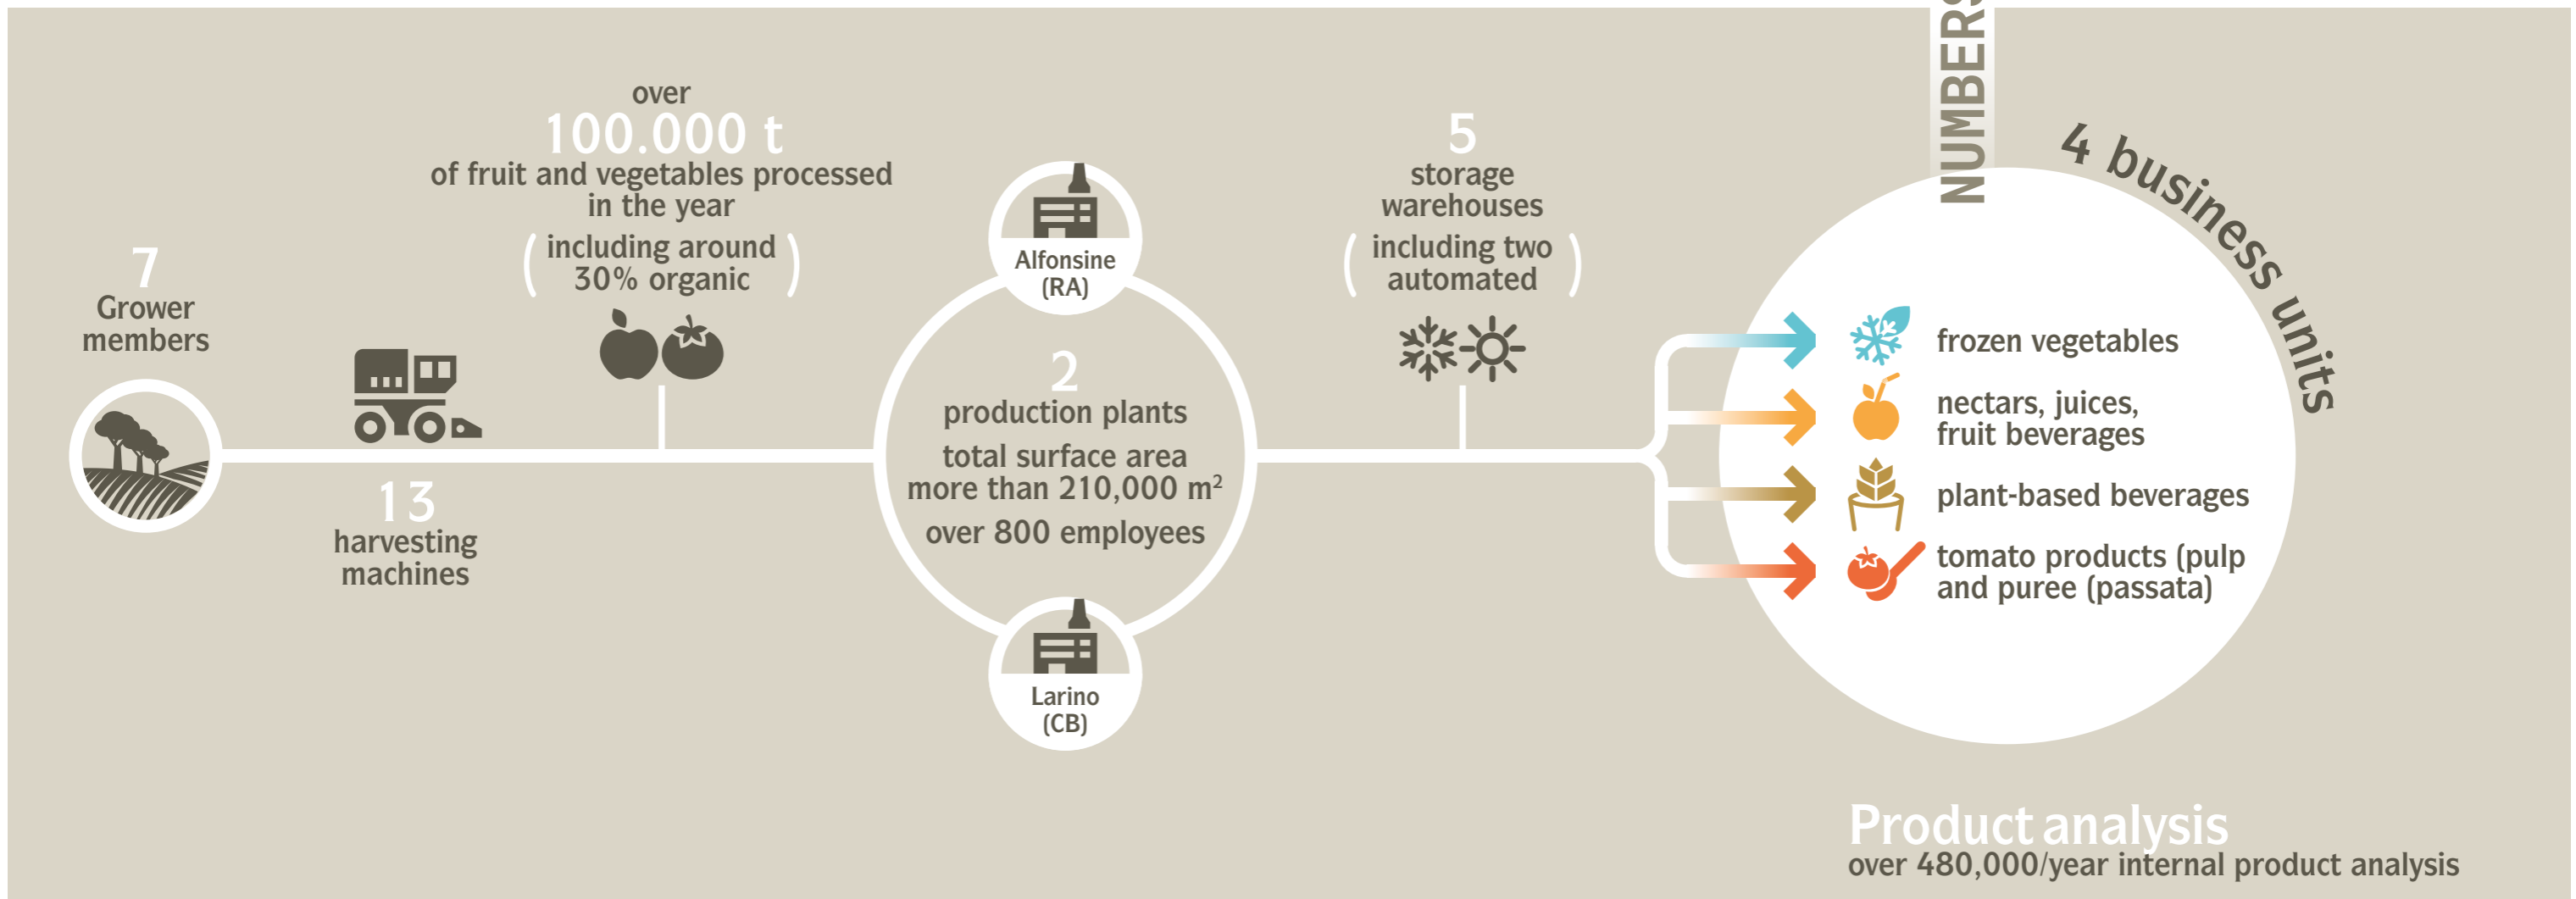 NUMBERS
7
Grower
members
13
harvesting
machines
over
100.000 t
of fruit and vegetables processed
in the year
(including around
30% organic)
Alfonsine
(RA)
2
production plants
total surface area
more than 210,000 m²
over 800 employees
Larino
(CB)
5
storage
warehouses
(including two
automated)
4 business units
frozen vegetables
nectars, juices,
fruit beverages
plant-based beverages
tomato products (pulp
and puree (passata)
Product analysis
over 480,000/year internal product analysis